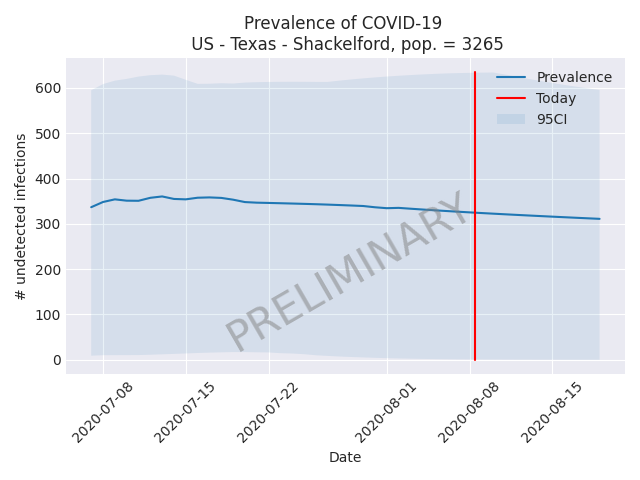 Prevalence of COVID-19
US - Texas - Shackelford, pop. = 3265
# undetected infections
600
500
400
300
200
100
0
Prevalence
Today
95CI
PRELIMINARY
2020-07-08
2020-07-15
2020-07-22
2020-08-01
2020-08-08
2020-08-15
Date